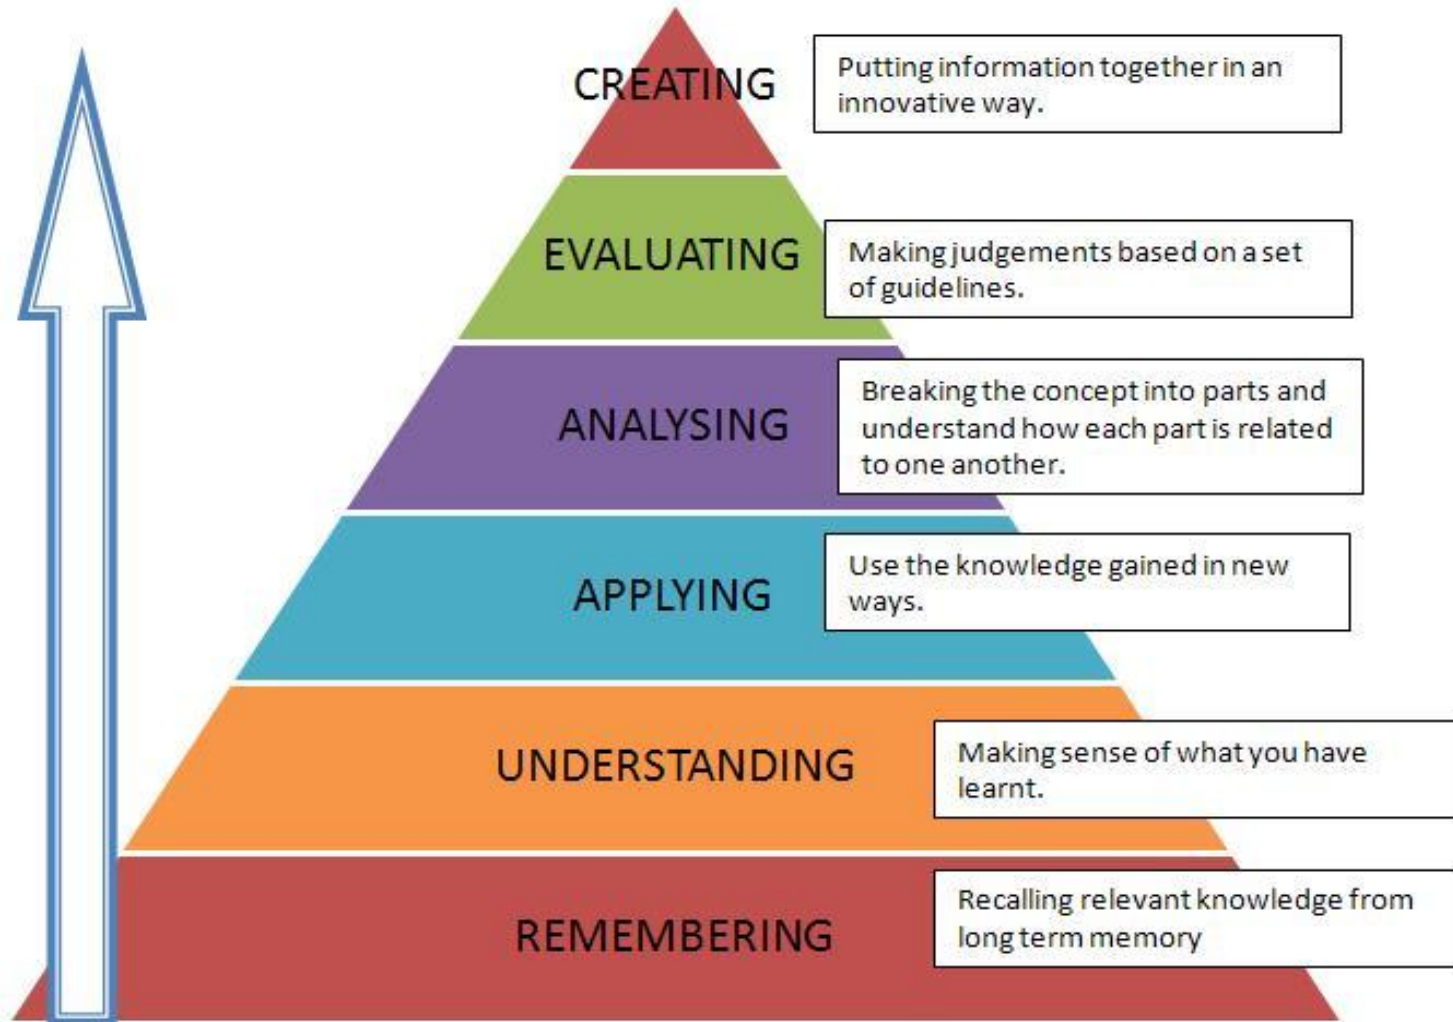 CREATING
Putting information together in an
innovative way.
EVALUATING
Making judgements based on a set
of guidelines.
ANALYSING
Breaking the concept into parts and
understand how each part is related
to one another.
APPLYING
Use the knowledge gained in new
ways.
UNDERSTANDING
Making sense of what you have
learnt.
REMEMBERING
Recalling relevant knowledge from
long term memory